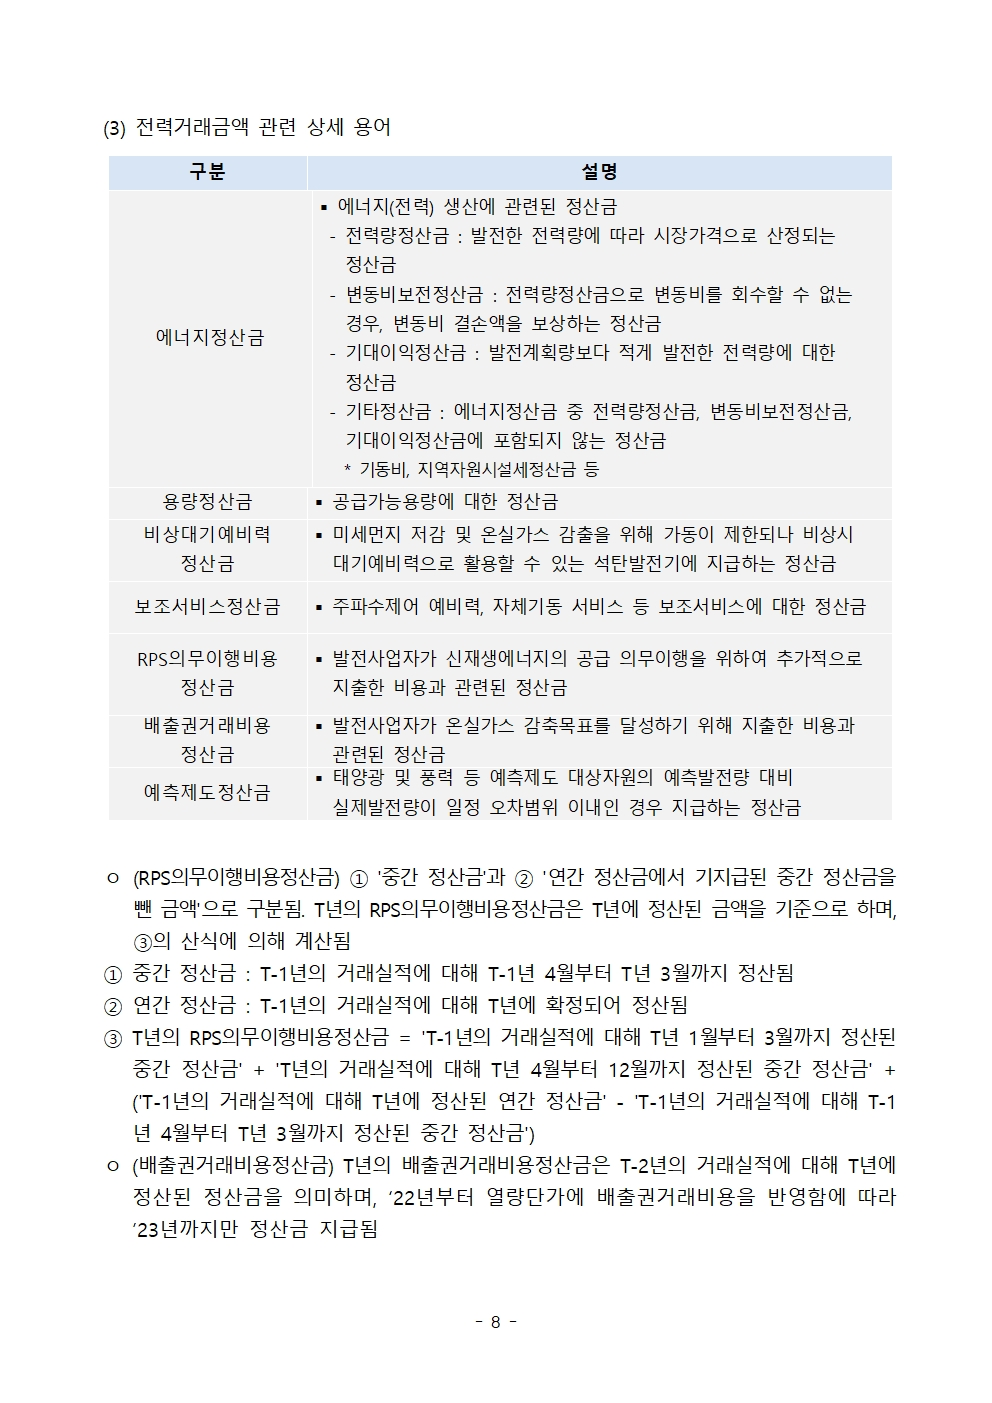 (3) 전력거래금액 관련 상세 용어
구분
설명
에너지정산금
▪ 에너지(전력) 생산에 관련된 정산금
- 전력량정산금 : 발전한 전력량에 따라 시장가격으로 산정되는
정산금
- 변동비보전정산금 : 전력량정산금으로 변동비를 회수할 수 없는
경우, 변동비 결손액을 보상하는 정산금
- 기대이익정산금 : 발전계획량보다 적게 발전한 전력량에 대한
정산금
- 기타정산금 : 에너지정산금 중 전력량정산금, 변동비보전정산금,
기대이익정산금에 포함되지 않는 정산금
* 기동비, 지역자원시설세정산금 등
용량정산금
▪ 공급가능용량에 대한 정산금
비상대기예비력
정산금
▪ 미세먼지 저감 및 온실가스 감출을 위해 가동이 제한되나 비상시
대기예비력으로 활용할 수 있는 석탄발전기에 지급하는 정산금
보조서비스정산금
▪ 주파수제어 예비력, 자체기동 서비스 등 보조서비스에 대한 정산금
RPS의무이행비용
정산금
▪ 발전사업자가 신재생에너지의 공급 의무이행을 위하여 추가적으로
지출한 비용과 관련된 정산금
배출권거래비용
정산금
▪ 발전사업자가 온실가스 감축목표를 달성하기 위해 지출한 비용과
관련된 정산금
예측제도정산금
▪ 태양광 및 풍력 등 예측제도 대상자원의 예측발전량 대비
실제발전량이 일정 오차범위 이내인 경우 지급하는 정산금
ㅇ (RPS의무이행비용정산금) ① '중간 정산금'과 ② '연간 정산금에서 기지급된 중간 정산금을
뺀 금액'으로 구분됨. T년의 RPS의무이행비용정산금은 T년에 정산된 금액을 기준으로 하며,
③의 산식에 의해 계산됨
① 중간 정산금 : T-1년의 거래실적에 대해 T-1년 4월부터 T년 3월까지 정산됨
② 연간 정산금 : T-1년의 거래실적에 대해 T년에 확정되어 정산됨
③ T년의 RPS의무이행비용정산금 = 'T-1년의 거래실적에 대해 T년 1월부터 3월까지 정산된
중간 정산금' + 'T년의 거래실적에 대해 T년 4월부터 12월까지 정산된 중간 정산금' +
('T-1년의 거래실적에 대해 T년에 정산된 연간 정산금' - 'T-1년의 거래실적에 대해 T-1
년 4월부터 T년 3월까지 정산된 중간 정산금')
ㅇ (배출권거래비용정산금) T년의 배출권거래비용정산금은 T-2년의 거래실적에 대해 T년에
정산된 정산금을 의미하며, ‘22년부터 열량단가에 배출권거래비용을 반영함에 따라
’23년까지만 정산금 지급됨
- 8 -